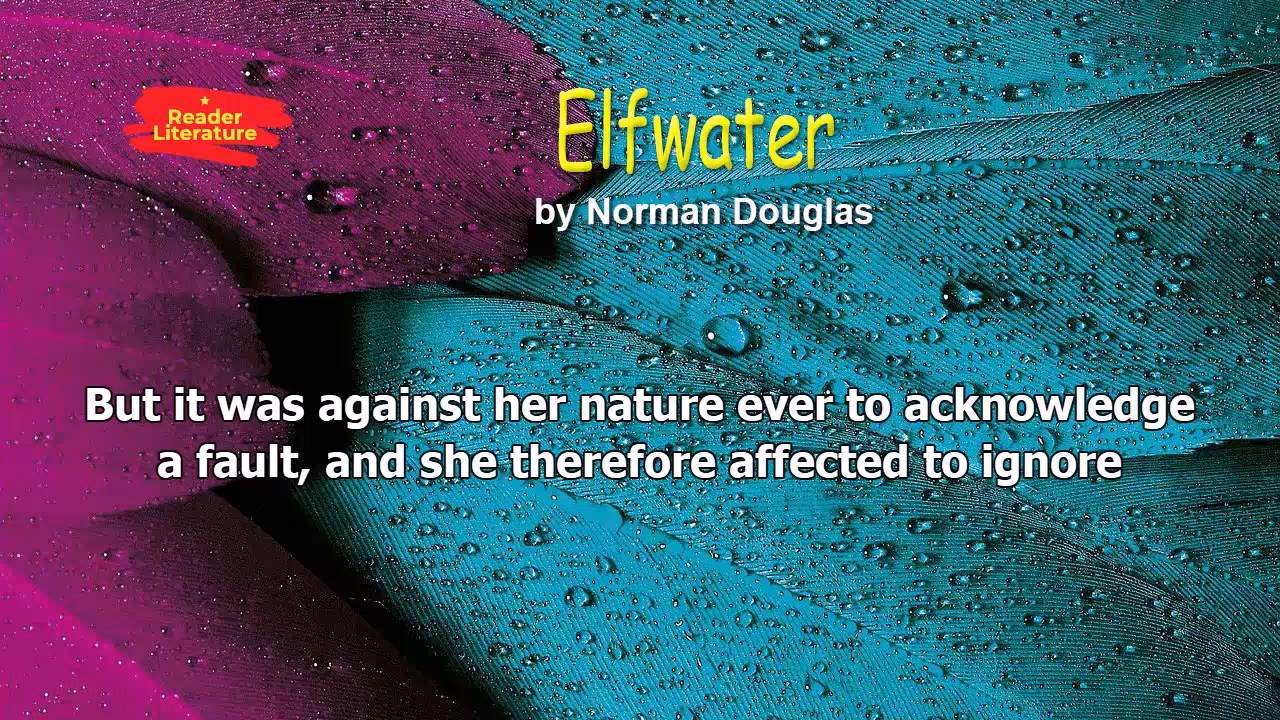 Reader
Literature
Elfwater
by Norman Douglas
But it was against her nature ever to acknowledge
a fault, and she therefore affected to ignore